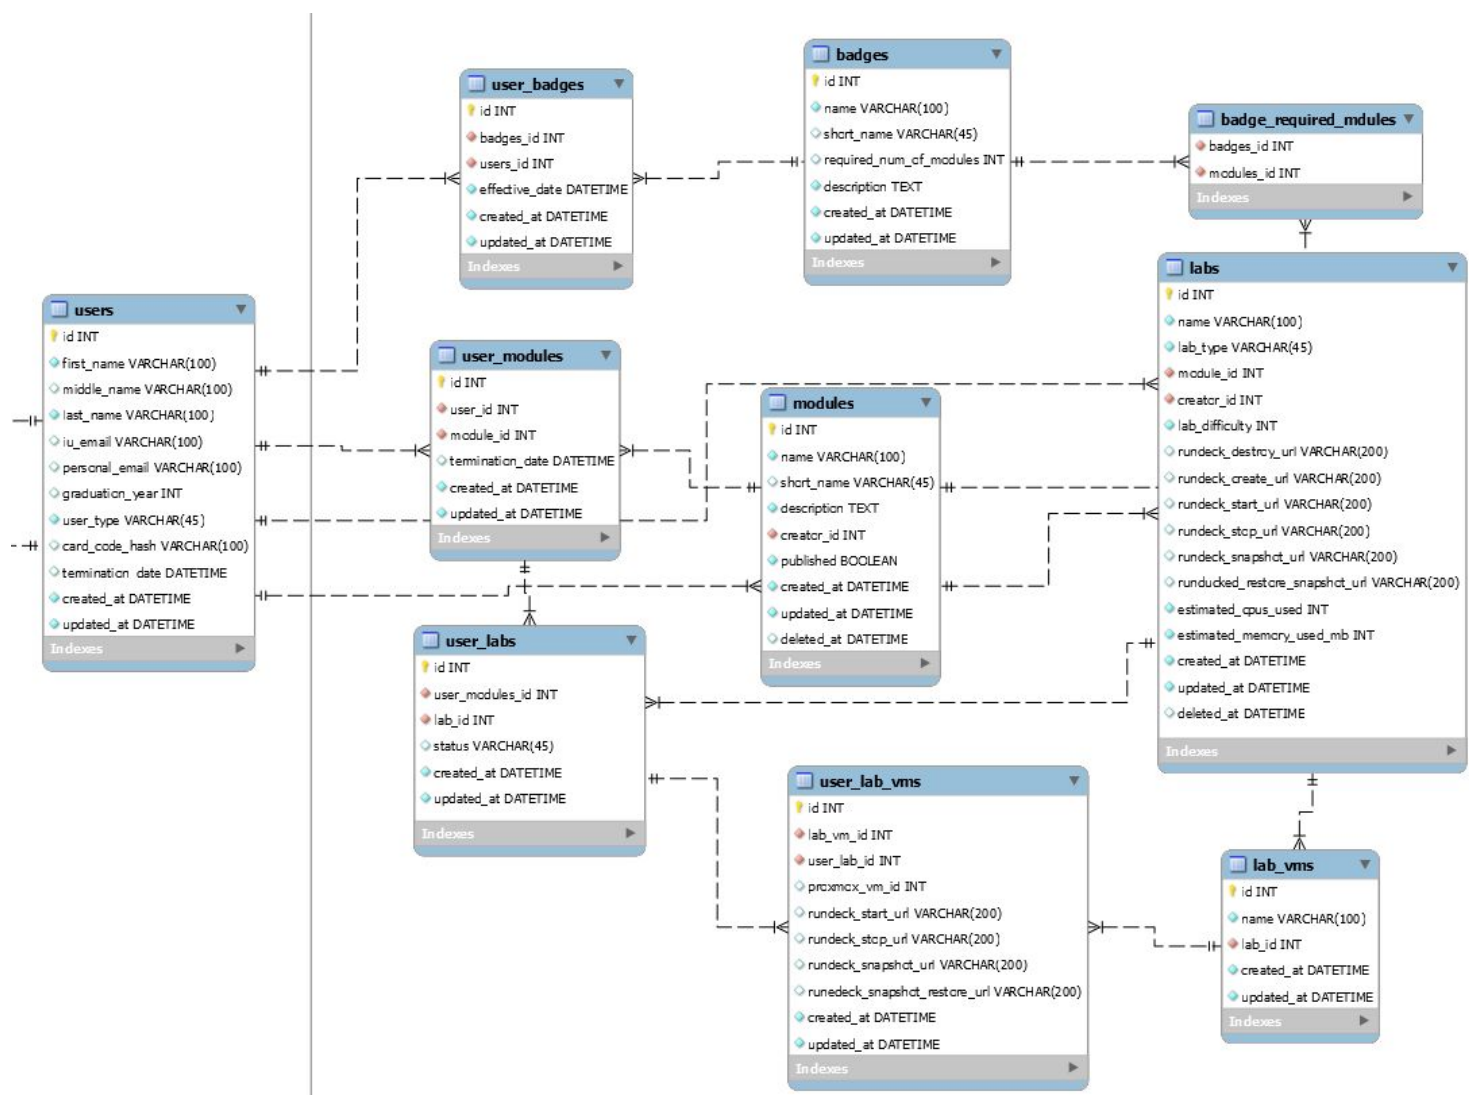 users
id INT
first_name VARCHAR(100)
middle_name VARCHAR(100)
last_name VARCHAR(100)
iu_email VARCHAR(100)
personal_email VARCHAR(100)
graduation_year INT
user_type VARCHAR(45)
card_code_hash VARCHAR(100)
termination_date DATETIME
created_at DATETIME
updated_at DATETIME
Indexes
user_badges
id INT
badges_id INT
users_id INT
effective_date DATETIME
created_at DATETIME
updated_at DATETIME
Indexes
badges
id INT
name VARCHAR(100)
short_name VARCHAR(45)
required_num_of_modules INT
description TEXT
created_at DATETIME
updated_at DATETIME
Indexes
badge_required_mdules
badges_id INT
modules_id INT
Indexes
user_modules
id INT
user_id INT
module_id INT
termination_date DATETIME
created_at DATETIME
updated_at DATETIME
Indexes
modules
id INT
name VARCHAR(100)
short_name VARCHAR(45)
description TEXT
creator_id INT
published BOOLEAN
created_at DATETIME
updated_at DATETIME
deleted_at DATETIME
Indexes
labs
id INT
name VARCHAR(100)
lab_type VARCHAR(45)
module_id INT
creator_id INT
lab_difficulty INT
rundeck_destroy_url VARCHAR(200)
rundeck_create_url VARCHAR(200)
rundeck_start_url VARCHAR(200)
rundeck_stop_url VARCHAR(200)
rundeck_snapshot_url VARCHAR(200)
runducked_restore_snapshot_url VARCHAR(200)
estimated_cpus_used INT
estimated_memory_used_mb INT
created_at DATETIME
updated_at DATETIME
deleted_at DATETIME
Indexes
user_labs
id INT
user_modules_id INT
lab_id INT
status VARCHAR(45)
created_at DATETIME
updated_at DATETIME
Indexes
user_lab_vms
id INT
lab_vm_id INT
user_lab_id INT
proxmox_vm_id INT
rundeck_start_url VARCHAR(200)
rundeck_stop_url VARCHAR(200)
rundeck_snapshot_url VARCHAR(200)
runedeck_snapshot_restore_url VARCHAR(200)
created_at DATETIME
updated_at DATETIME
Indexes
lab_vms
id INT
name VARCHAR(100)
lab_id INT
created_at DATETIME
updated_at DATETIME
Indexes